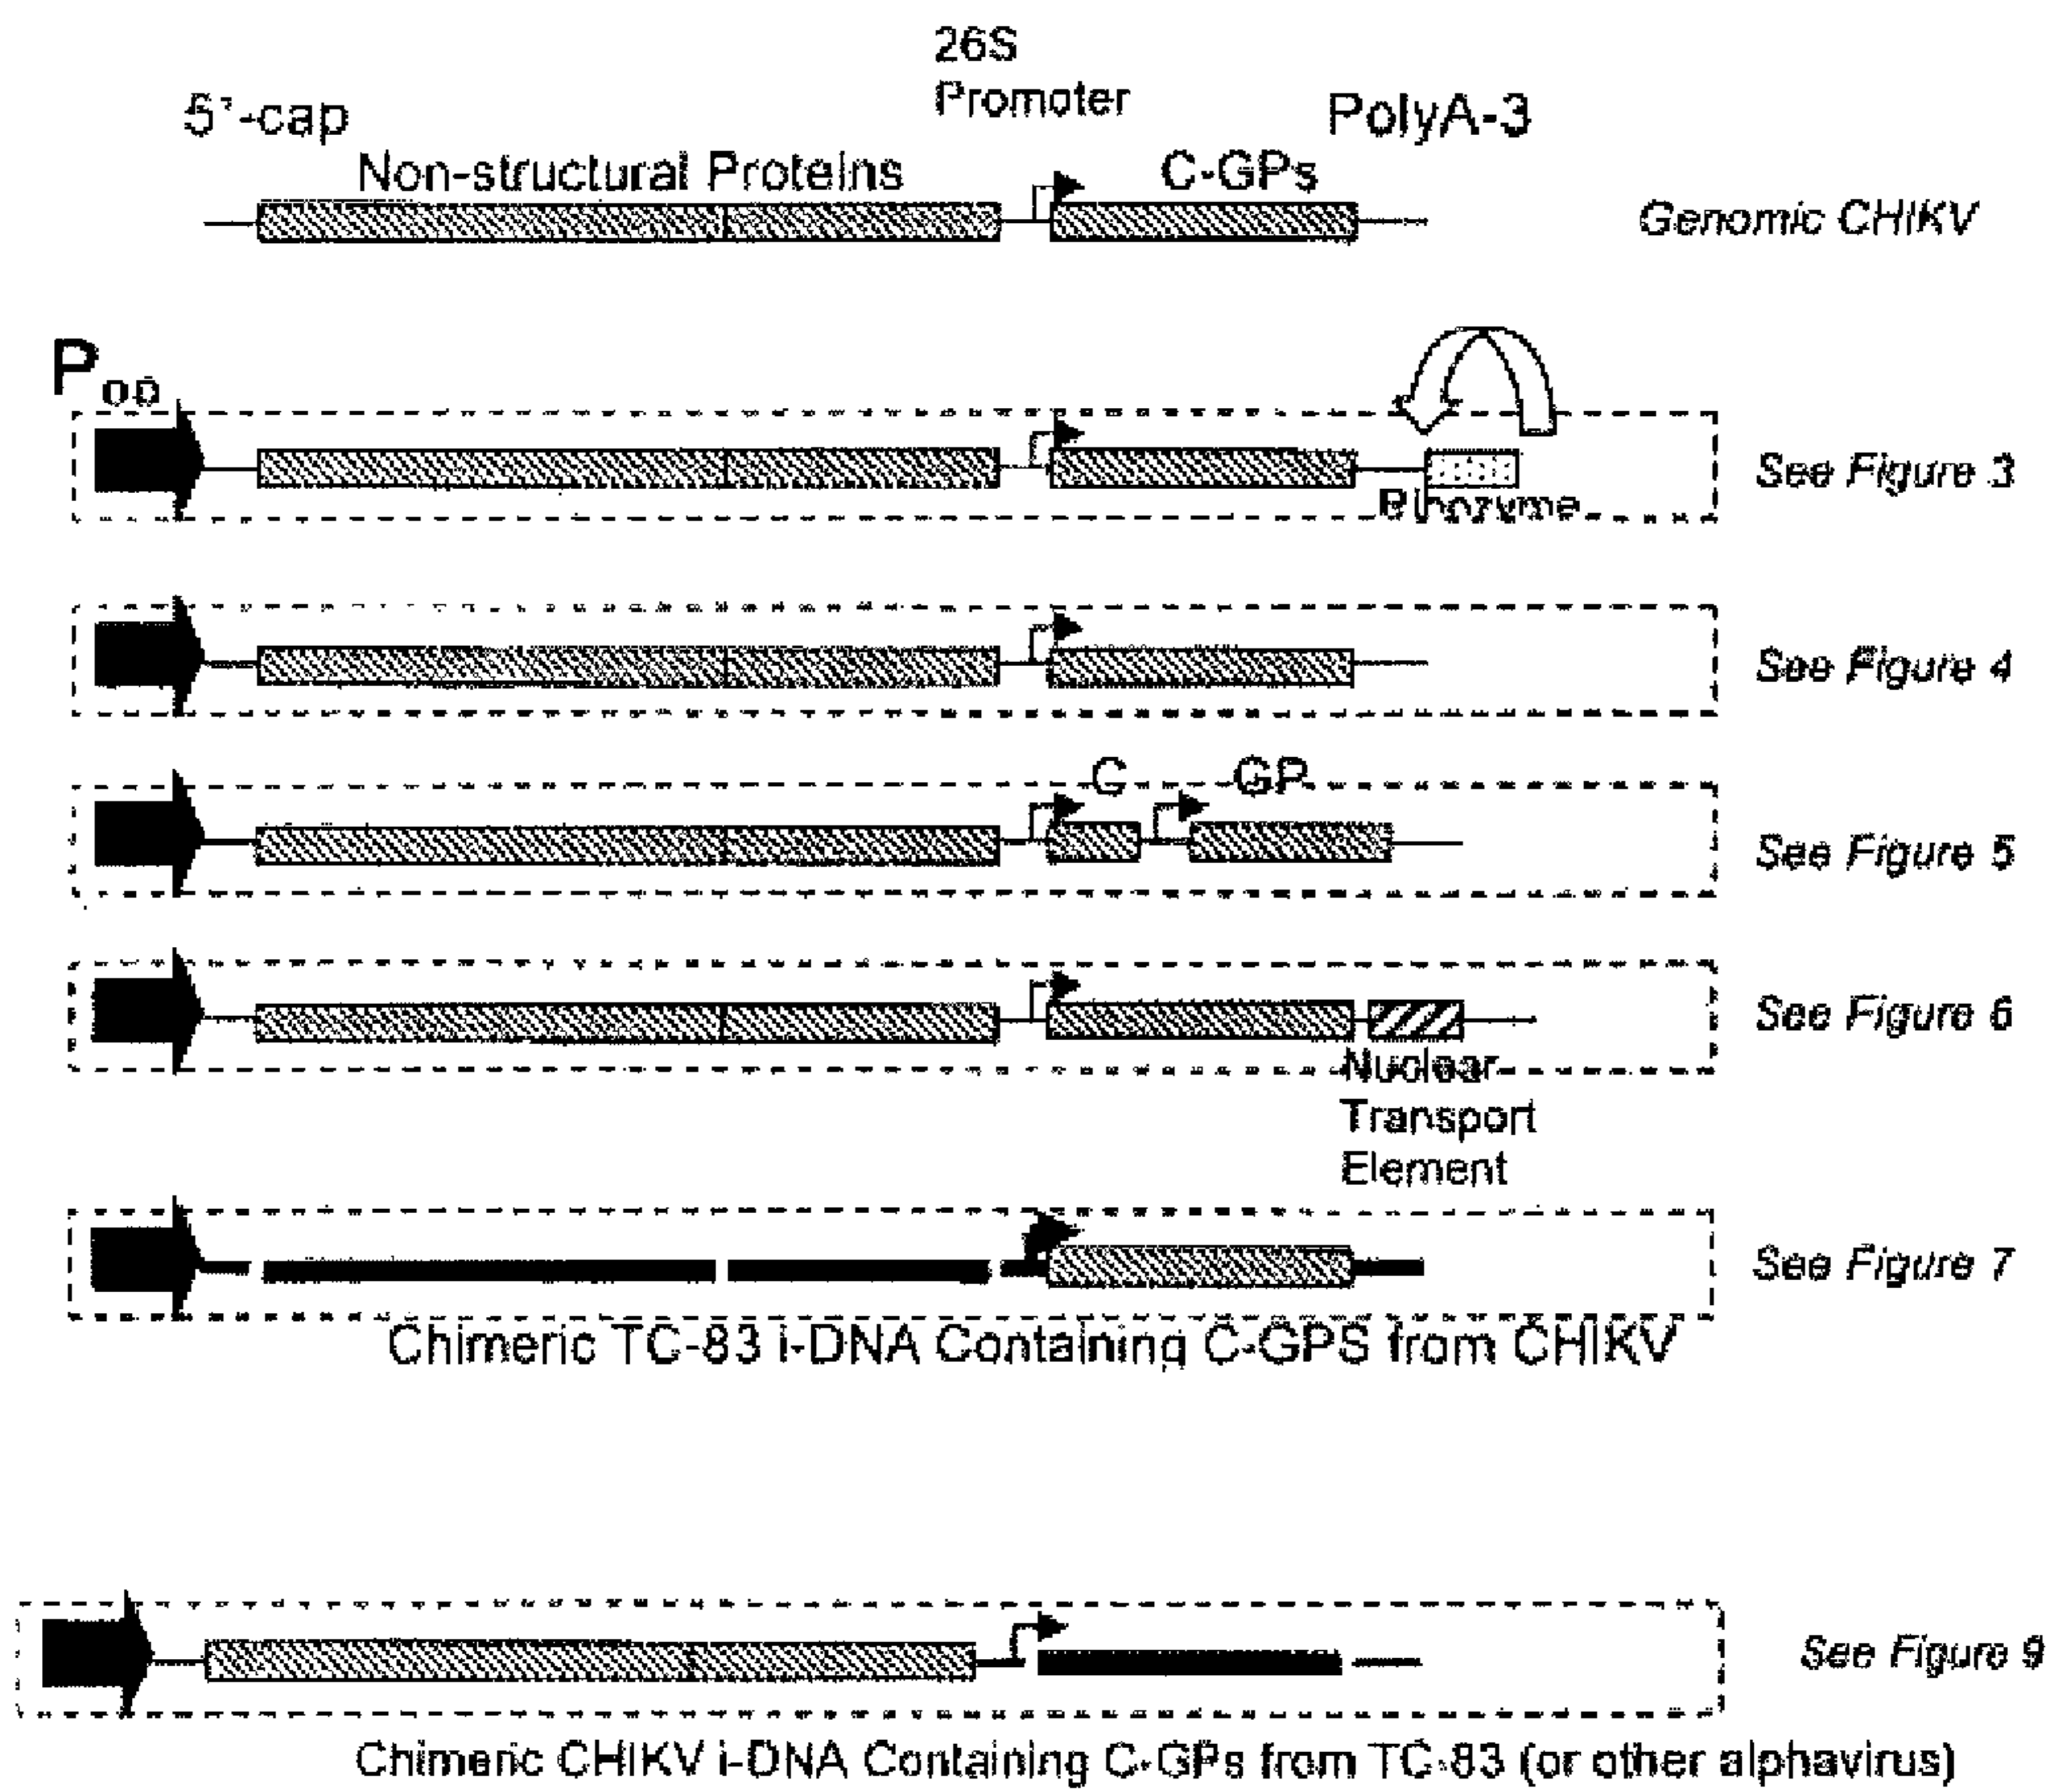 26S
Promoter
5'-cap
PolyA-3
Non-structural Proteins
C-GPs
Genomic CHIKV
P
See Figure 3
Ribozyme
See Figure 4
C
GP
See Figure 5
See Figure 6
Nuclear
Transport
Element
See Figure 7
Chimeric TC-83 i-DNA Containing C-GPS from CHIKV
See Figure 9
Chimeric CHIKV i-DNA Containing C-GPs from TC-83 (or other alphavirus)